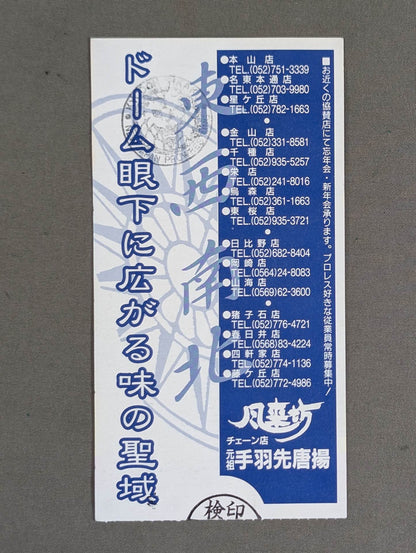 ■お近くの協賛店にて忘年会・新年会承ります。プロレス好きな従業員常時募集中!
●本山店
TEL.(052)751-3339
●名東本通店
TEL.(052)703-9980
●星ケ丘店
TEL.(052)782-1663
●
●金山店
TEL.(052)331-8581
●千種店
TEL.(052)935-5257
●栄店
TEL.(052)241-8016
●烏森店
TEL.(052)361-1663
●東桜店
TEL.(052)935-3721
●
●日比野店
TEL.(052)682-8404
●岡崎店
TEL.(0564)24-8083
●山海店
TEL.(0569)62-3600
●
●猪子石店
TEL.(052)776-4721
●春日井店
TEL.(0568)83-4224
●四軒家店
TEL.(052)774-1136
●藤ケ丘店
TEL.(052)772-4986
風来坊
チェーン店
元祖手羽先唐揚
東西南北
ドーム眼下に広がる味の聖域
検印